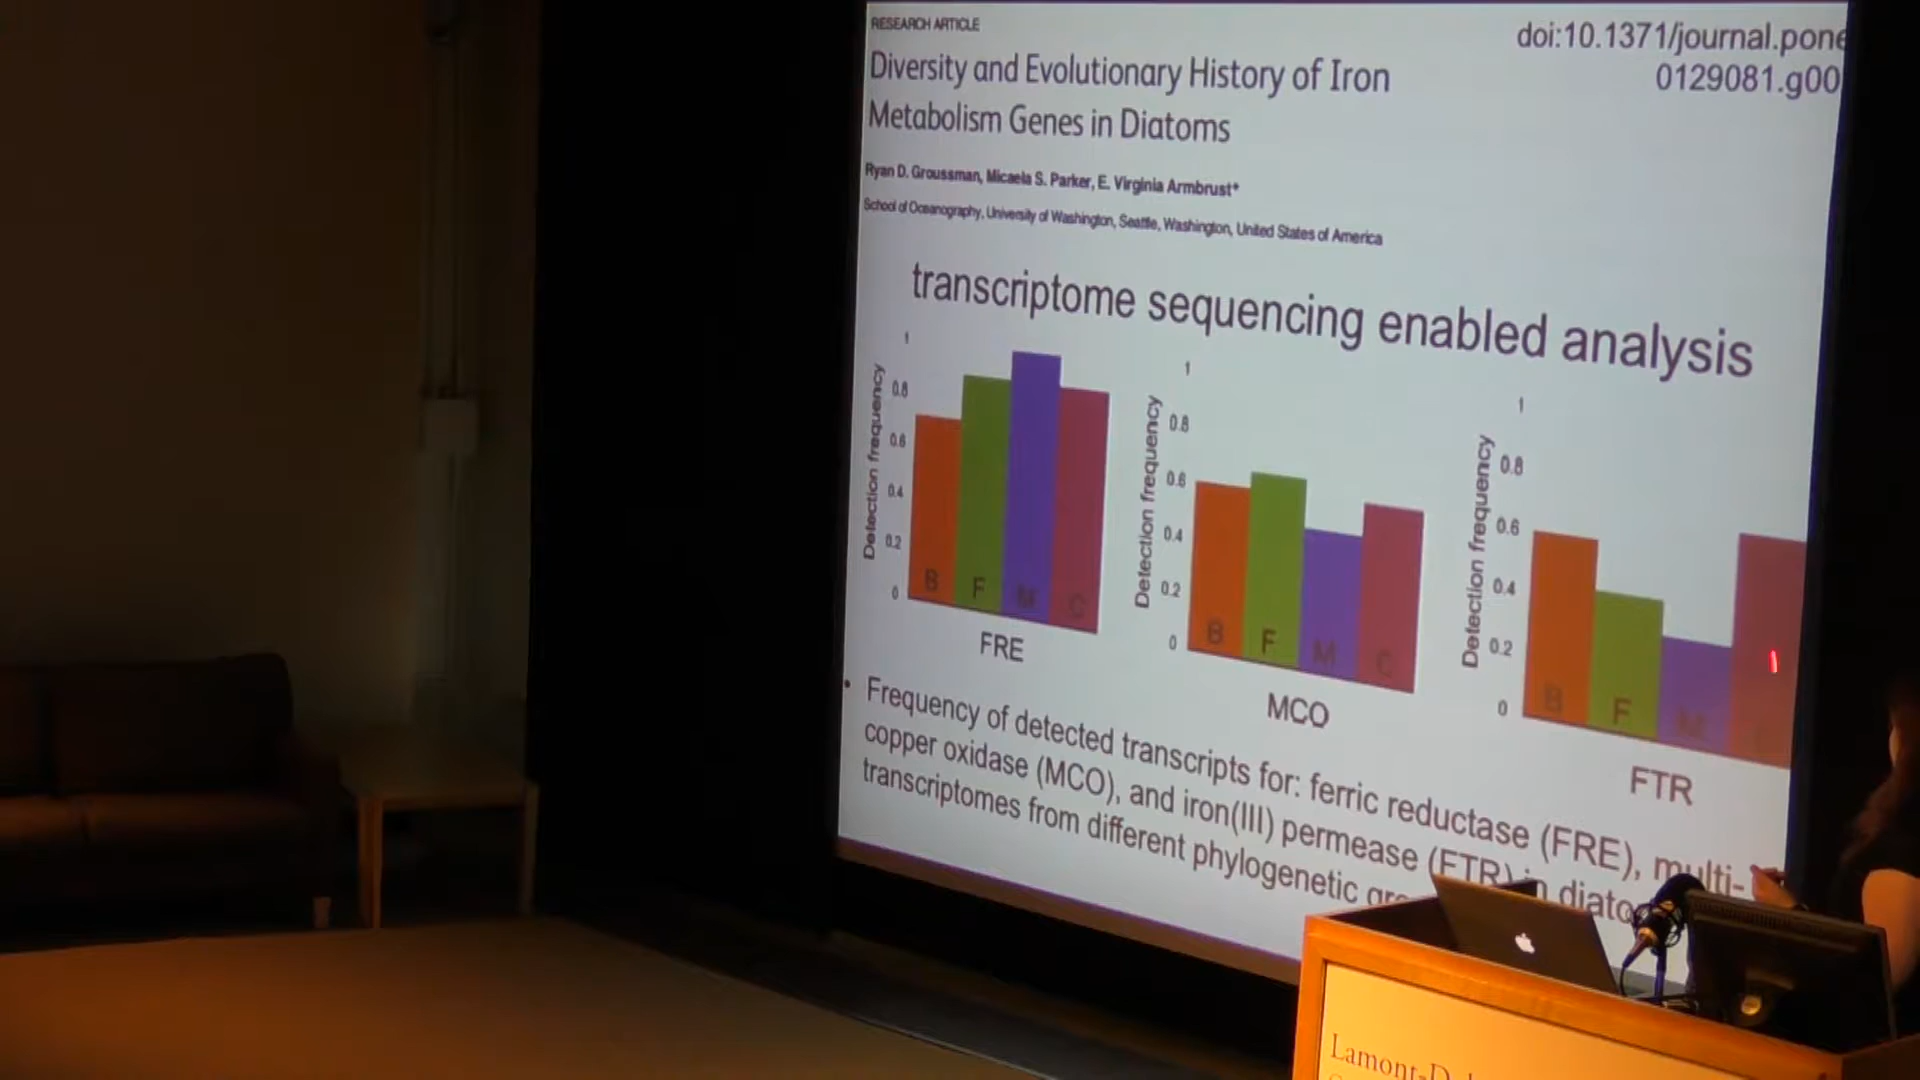 RESEARCH ARTICLE
doi:10.1371/journal.pone
0129081.g00
Diversity and Evolutionary History of Iron
Metabolism Genes in Diatoms
Ryan D. Groussman, Micaela S. Parker, E. Virginia Armbrust*
School of Oceanography, University of Washington, Seattle, Washington, United States of America
transcriptome sequencing enabled analysis
Detection frequency
1
0.8
0.6
0.4
0.2
0
B F M C
FRE
Detection frequency
1
0.8
0.6
0.4
0.2
0
B F M C
MCO
Detection frequency
1
0.8
0.6
0.4
0.2
0
B F M
FTR
• Frequency of detected transcripts for: ferric reductase (FRE), multi-
copper oxidase (MCO), and iron(III) permease (FTR) in
transcriptomes from different phylogenetic